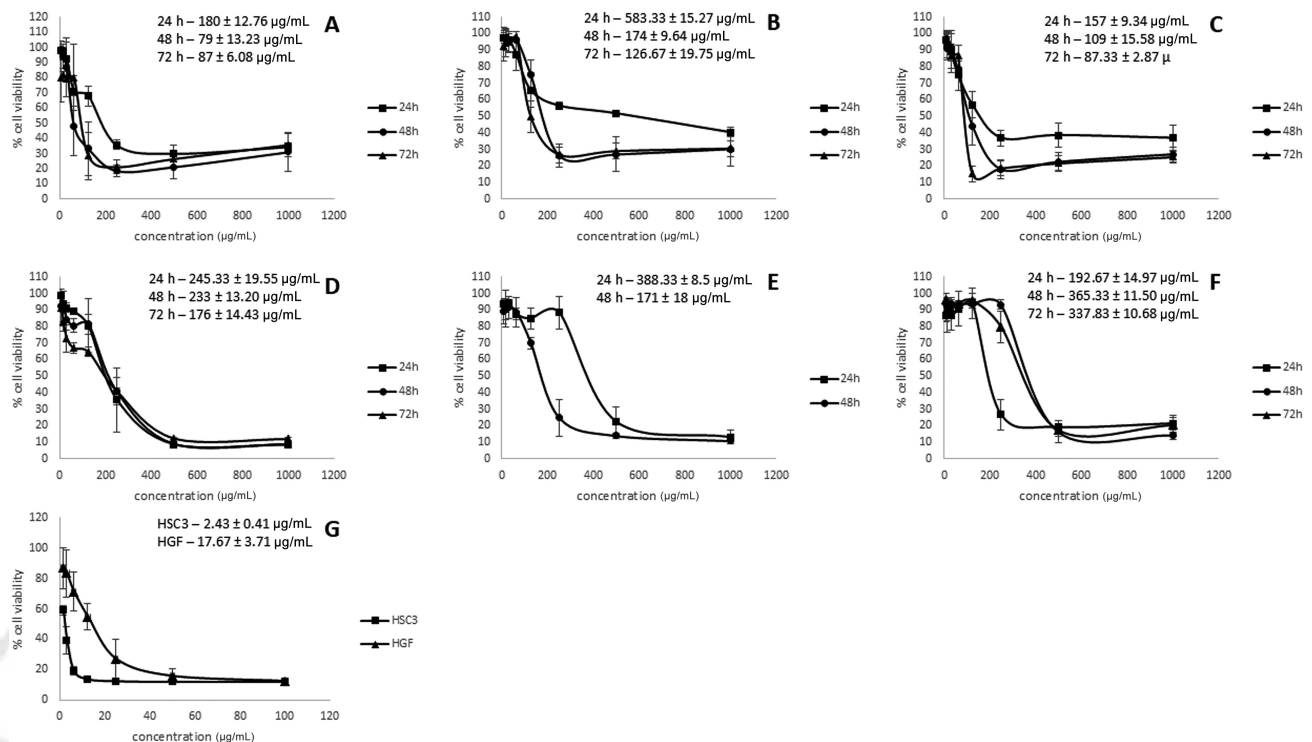 A
24 h – 180 ± 12.76 µg/mL
48 h – 79 ± 13.23 µg/mL
72 h – 87 ± 6.08 µg/mL
% cell viability
120
110
100
90
80
70
60
50
40
30
20
10
0
0 200 400 600 800 1000 1200
concentration (µg/mL)
24h
48h
72h
B
24 h – 583.33 ± 15.27 µg/mL
48 h – 174 ± 9.64 µg/mL
72 h – 126.67 ± 19.75 µg/mL
% cell viability
110
100
90
80
70
60
50
40
30
20
10
0
0 200 400 600 800 1000 1200
concentration (µg/mL)
24h
48h
72h
C
24 h – 157 ± 9.34 µg/mL
48 h – 109 ± 15.58 µg/mL
72 h – 87.33 ± 2.87 µ
% cell viability
110
100
90
80
70
60
50
40
30
20
10
0
0 200 400 600 800 1000 1200
concentration (µg/mL)
24h
48h
72h
D
24 h – 245.33 ± 19.55 µg/mL
48 h – 233 ± 13.20 µg/mL
72 h – 176 ± 14.43 µg/mL
% cell viability
110
100
90
80
70
60
50
40
30
20
10
0
0 200 400 600 800 1000 1200
concentration (µg/mL)
24h
48h
72h
E
24 h – 388.33 ± 8.5 µg/mL
48 h – 171 ± 18 µg/mL
% cell viability
110
100
90
80
70
60
50
40
30
20
10
0
0 200 400 600 800 1000 1200
concentration (µg/mL)
24h
48h
F
24 h – 192.67 ± 14.97 µg/mL
48 h – 365.33 ± 11.50 µg/mL
72 h – 337.83 ± 10.68 µg/mL
% cell viability
110
100
90
80
70
60
50
40
30
20
10
0
0 200 400 600 800 1000 1200
concentration (µg/mL)
24h
48h
72h
G
HSC3 – 2.43 ± 0.41 µg/mL
HGF – 17.67 ± 3.71 µg/mL
% cell viability
120
100
80
60
40
20
0
0 20 40 60 80 100 120
concentration (µg/mL)
HSC3
HGF